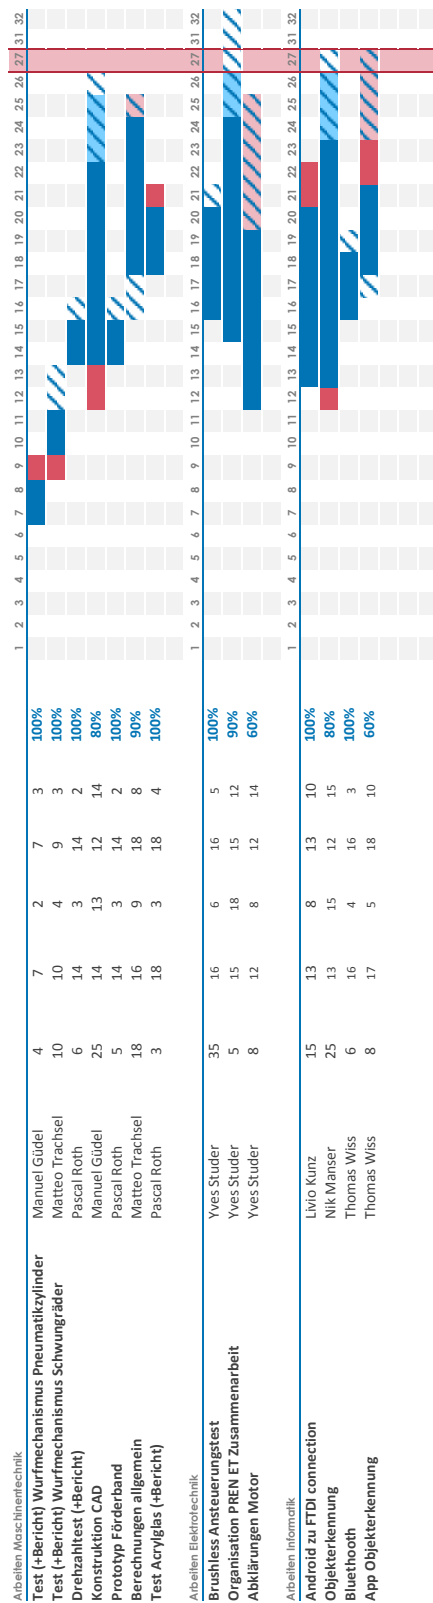 Arbeiten Maschinentechnik 1 2 3 4 5 6 7 8 9 10 11 12 13 14 15 16 17 18 19 20 21 22 23 24 25 26 27 31 32
Test (+Bericht) Wurfmechanismus Pneumatikzylinder Manuel Güdel 4 7 2 7 3 100%
Test (+Bericht) Wurfmechanismus Schwungräder Matteo Trachsel 10 10 4 9 3 100%
Drehzahltest (+Bericht) Pascal Roth 6 14 3 14 2 100%
Konstruktion CAD Manuel Güdel 25 14 13 12 14 80%
Prototyp Förderband Pascal Roth 5 14 3 14 2 100%
Berechnungen allgemein Matteo Trachsel 18 16 9 18 8 90%
Test Acrylglas (+Bericht) Pascal Roth 3 18 3 18 4 100%
Arbeiten Elektrotechnik 1 2 3 4 5 6 7 8 9 10 11 12 13 14 15 16 17 18 19 20 21 22 23 24 25 26 27 31 32
Brushless Ansteuerungstest Yves Studer 35 16 6 16 5 100%
Organisation PREN ET Zusammenarbeit Yves Studer 5 15 18 15 12 90%
Abklärungen Motor Yves Studer 8 12 8 12 14 60%
Arbeiten Informatik 1 2 3 4 5 6 7 8 9 10 11 12 13 14 15 16 17 18 19 20 21 22 23 24 25 26 27 31 32
Android zu FTDI connection Livio Kunz 15 13 8 13 10 100%
Objekterkennung Nik Manser 25 13 15 12 15 80%
Bluethooth Thomas Wiss 6 16 4 16 3 100%
App Objekterkennung Thomas Wiss 8 17 5 18 10 60%